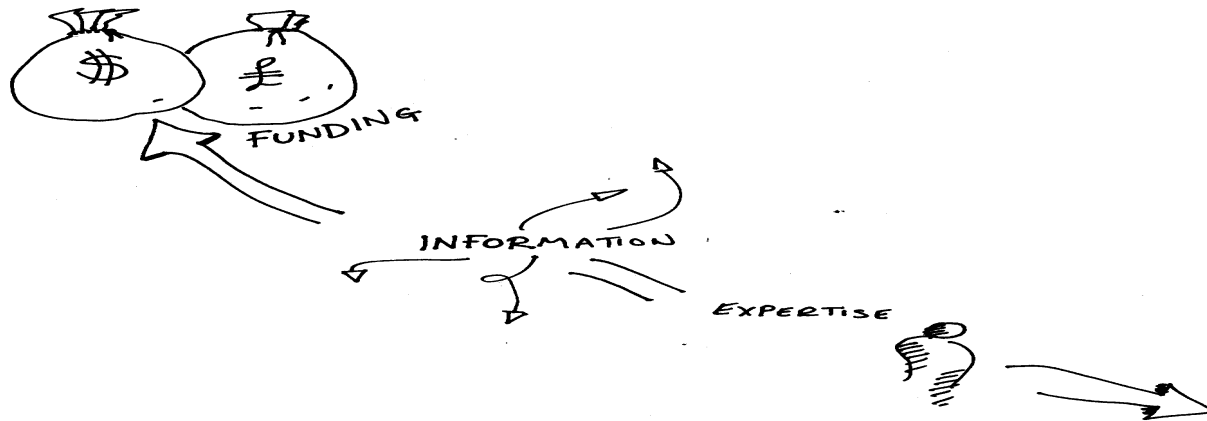 $ £
FUNDING
INFORMATION
EXPERTISE